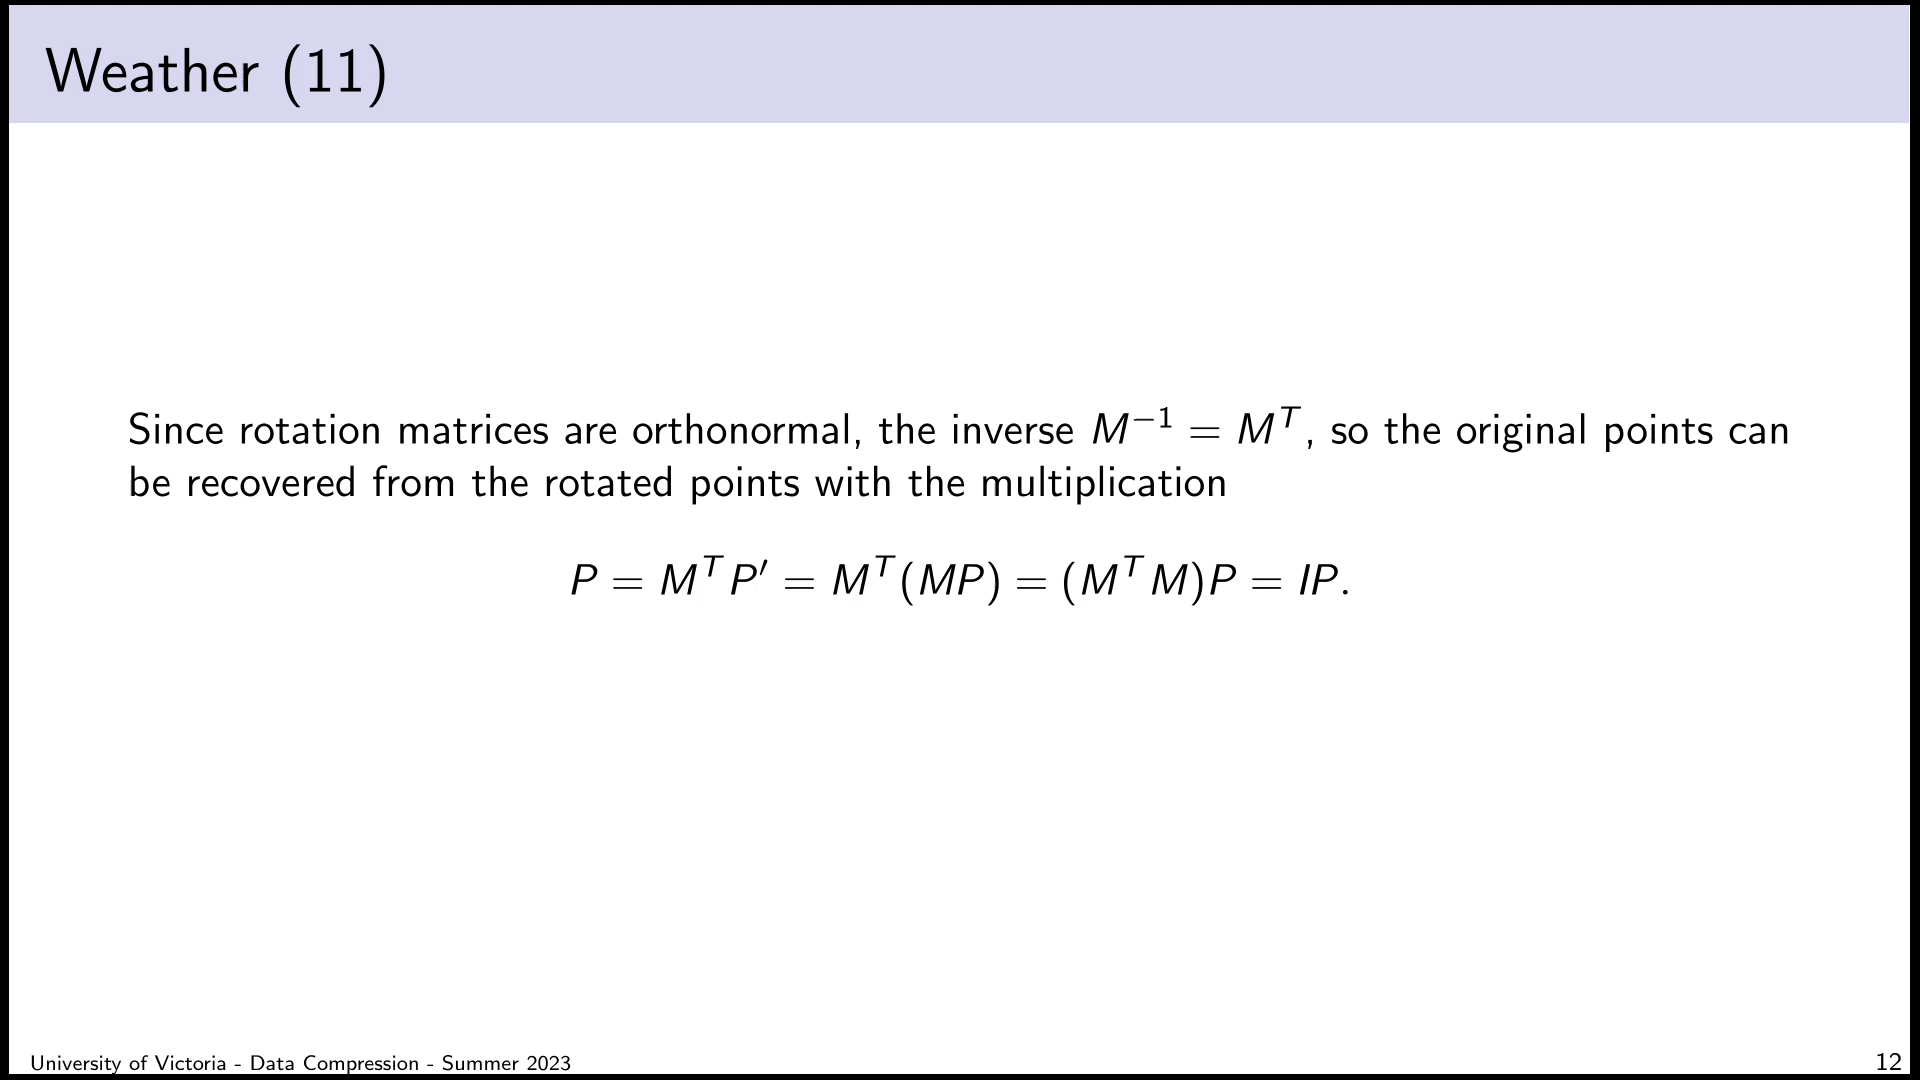 Weather (11)
Since rotation matrices are orthonormal, the inverse $M^{-1} = M^T$, so the original points can
be recovered from the rotated points with the multiplication
$P = M^T P' = M^T(MP) = (M^T M)P = IP.$
University of Victoria - Data Compression - Summer 2023
12